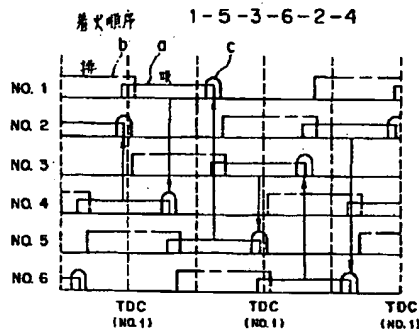 着火順序 1-5-3-6-2-4
b a c
排 吸
NO. 1
NO. 2
NO. 3
NO. 4
NO. 5
NO. 6
TDC TDC TDC
(NO.1) (NO.1) (NO.1)